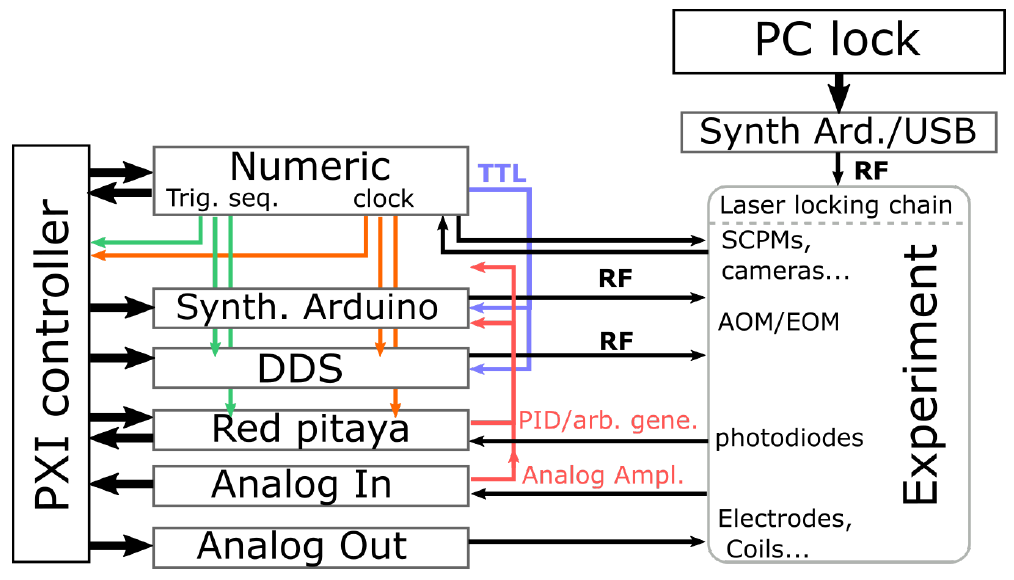 PC lock
Synth Ard./USB
RF
PXI controller
Numeric
Trig. seq. clock
TTL
Laser locking chain
SCPMs,
cameras...
RF
Synth. Arduino
AOM/EOM
RF
DDS
Red pitaya
PID/arb. gene.
photodiodes
Analog In
Analog Ampl.
Electrodes,
Coils...
Analog Out
Experiment